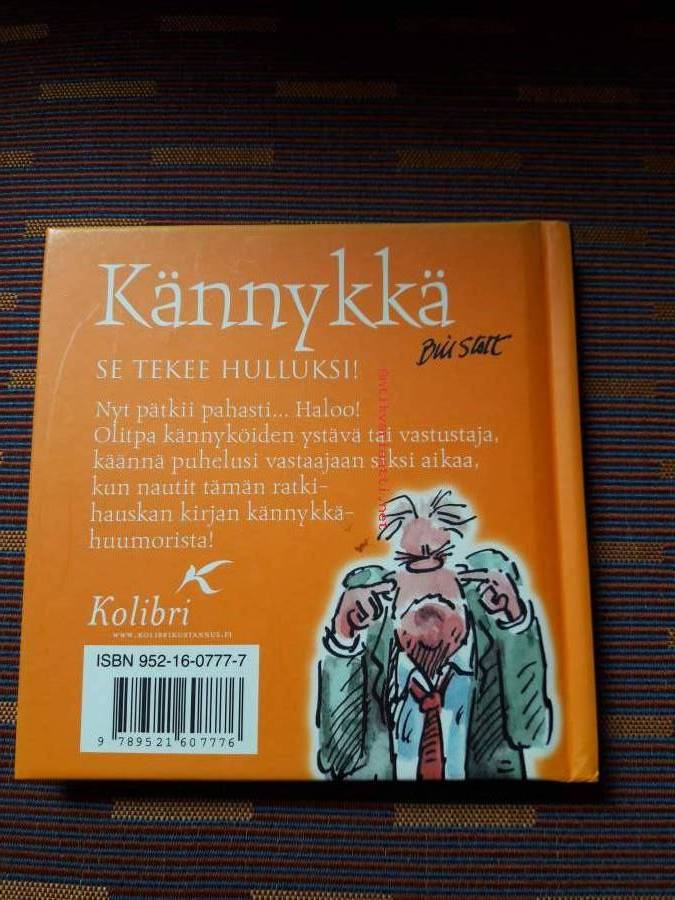 Kännykkä
Bill Stott
SE TEKEE HULLUKSI!
Nyt pätkii pahasti... Haloo!
Olitpa kännyköiden ystävä tai vastustaja,
käännä puhelusi vastaajaan siksi aikaa,
kun nautit tämän ratki-
hauskan kirjan kännykkä-
huumorista!
Kolibri
WWW.KOLIBRIKUSTANNUS.FI
ISBN 952-16-0777-7
9 789521 607776